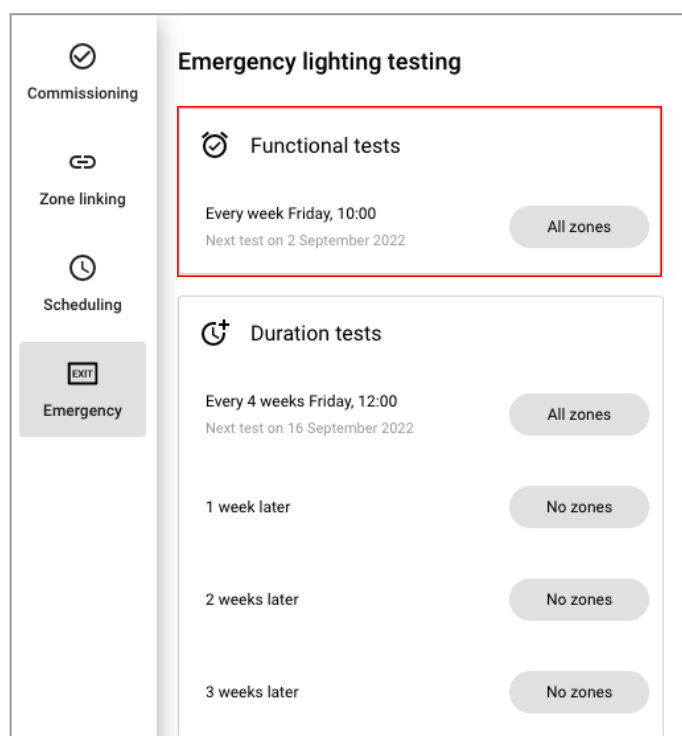 Commissioning
Zone linking
Scheduling
EXIT
Emergency
Emergency lighting testing
Functional tests
Every week Friday, 10:00
Next test on 2 September 2022
All zones
Duration tests
Every 4 weeks Friday, 12:00
Next test on 16 September 2022
All zones
1 week later
No zones
2 weeks later
No zones
3 weeks later
No zones